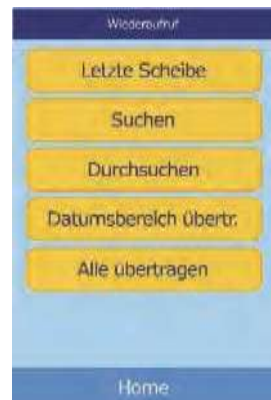 Wiederaufruf
Letzte Scheibe
Suchen
Durchsuchen
Datumsbereich übertr.
Alle übertragen
Home